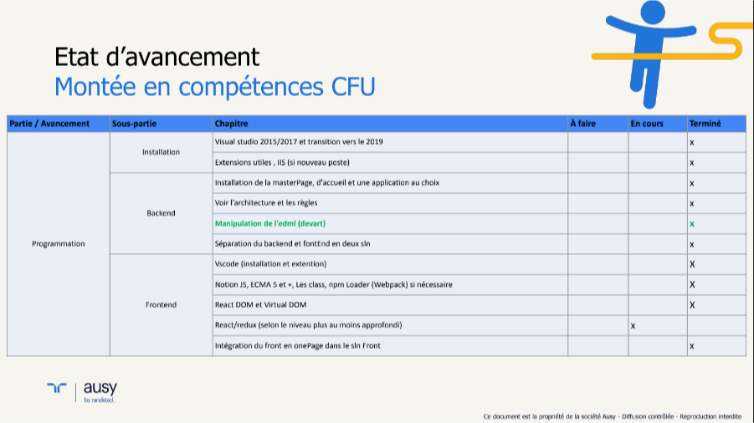 Etat d'avancement
Montée en compétences CFU
Partie / Avancement Sous-partie Chapitre À faire En cours Terminé
Programmation
Installation
Visual studio 2015/2017 et transition vers le 2019 x
Extensions utiles , IIS (si nouveau poste) x
Backend
Installation de la masterPage, d'accueil et une application au choix x
Voir l'architecture et les règles x
Manipulation de l'edml (devart) x
Séparation du backend et fontEnd en deux sln x
Frontend
Vscode (installation et extention) X
Notion JS, ECMA 5 et +, Les class, npm Loader (Webpack) si nécessaire X
React DOM et Virtual DOM X
React/redux (selon le niveau plus au moins approfondi) x
Intégration du front en onePage dans le sln Front x
ausy
by randstad.
Ce document est la propriété de la société Ausy - Diffusion contrôlée - Reproduction interdite